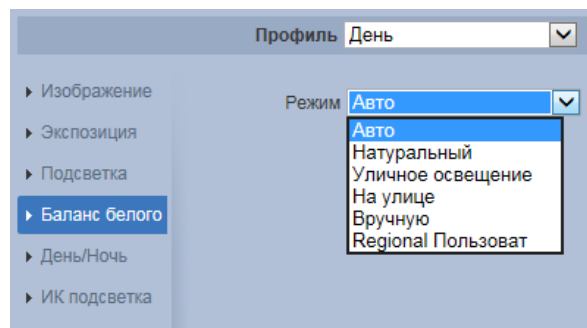 Профиль День
Изображение
Экспозиция
Подсветка
Баланс белого
День/Ночь
ИК подсветка
Режим Авто
Авто
Натуральный
Уличное освещение
На улице
Вручную
Regional Пользоват